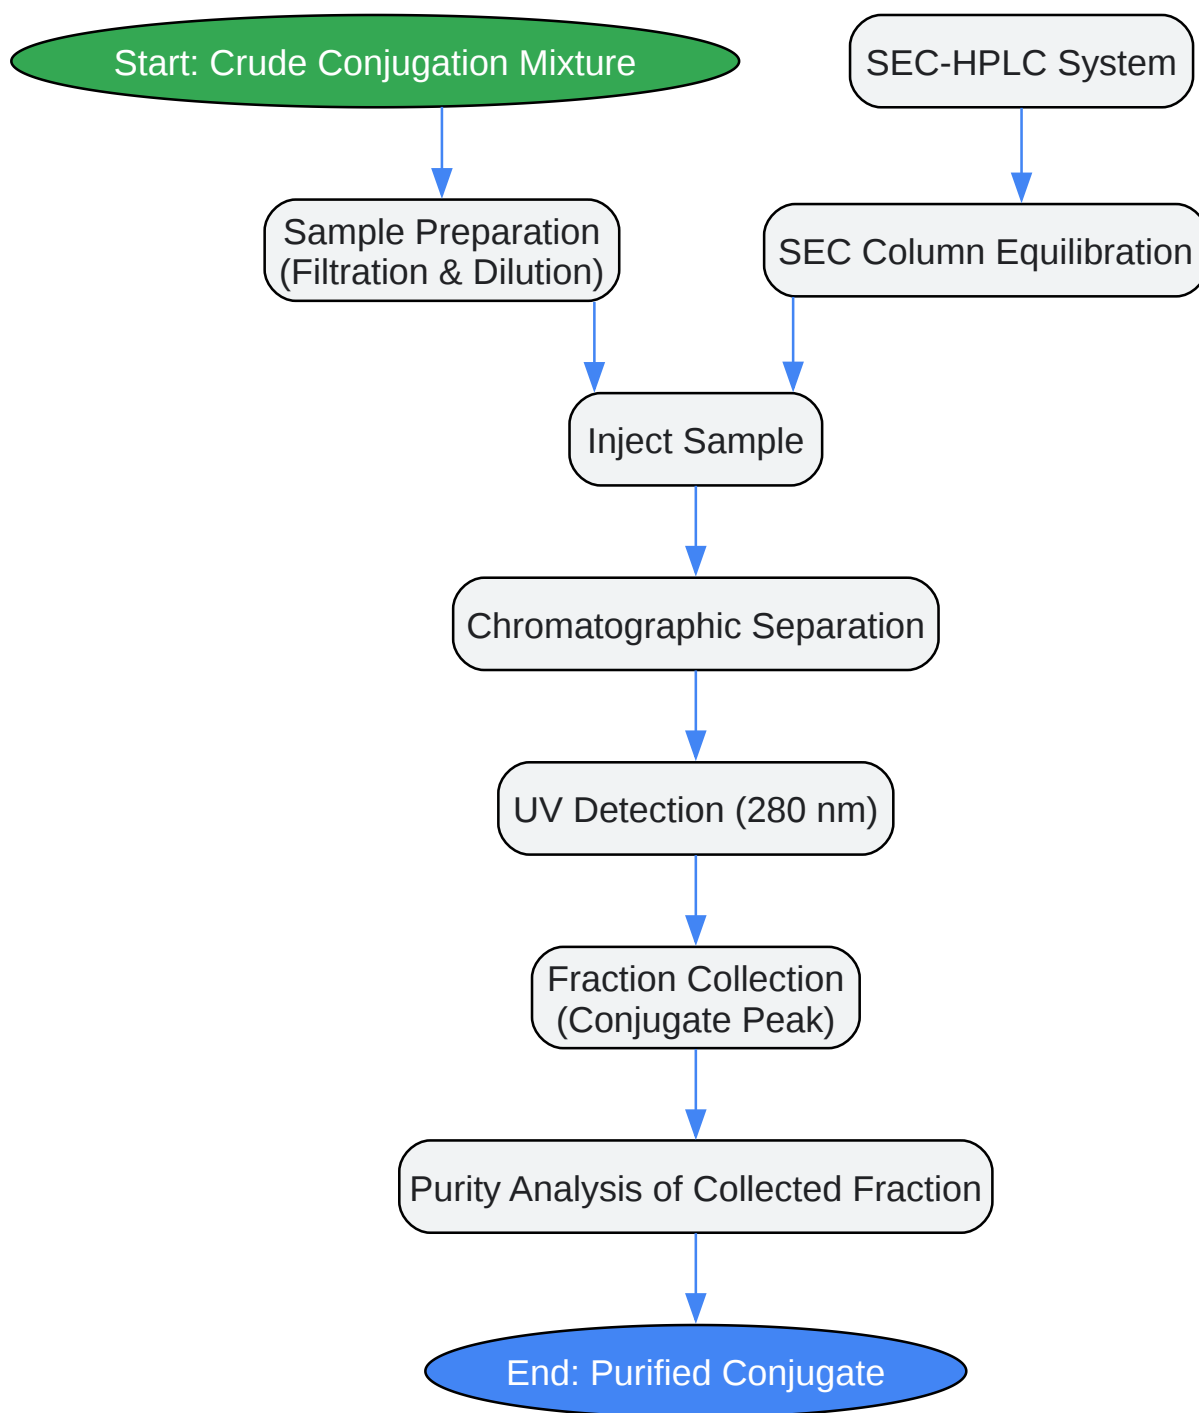 Start: Crude Conjugation Mixture
SEC-HPLC System
Sample Preparation
(Filtration & Dilution)
SEC Column Equilibration
Inject Sample
Chromatographic Separation
UV Detection (280 nm)
Fraction Collection
(Conjugate Peak)
Purity Analysis of Collected Fraction
End: Purified Conjugate